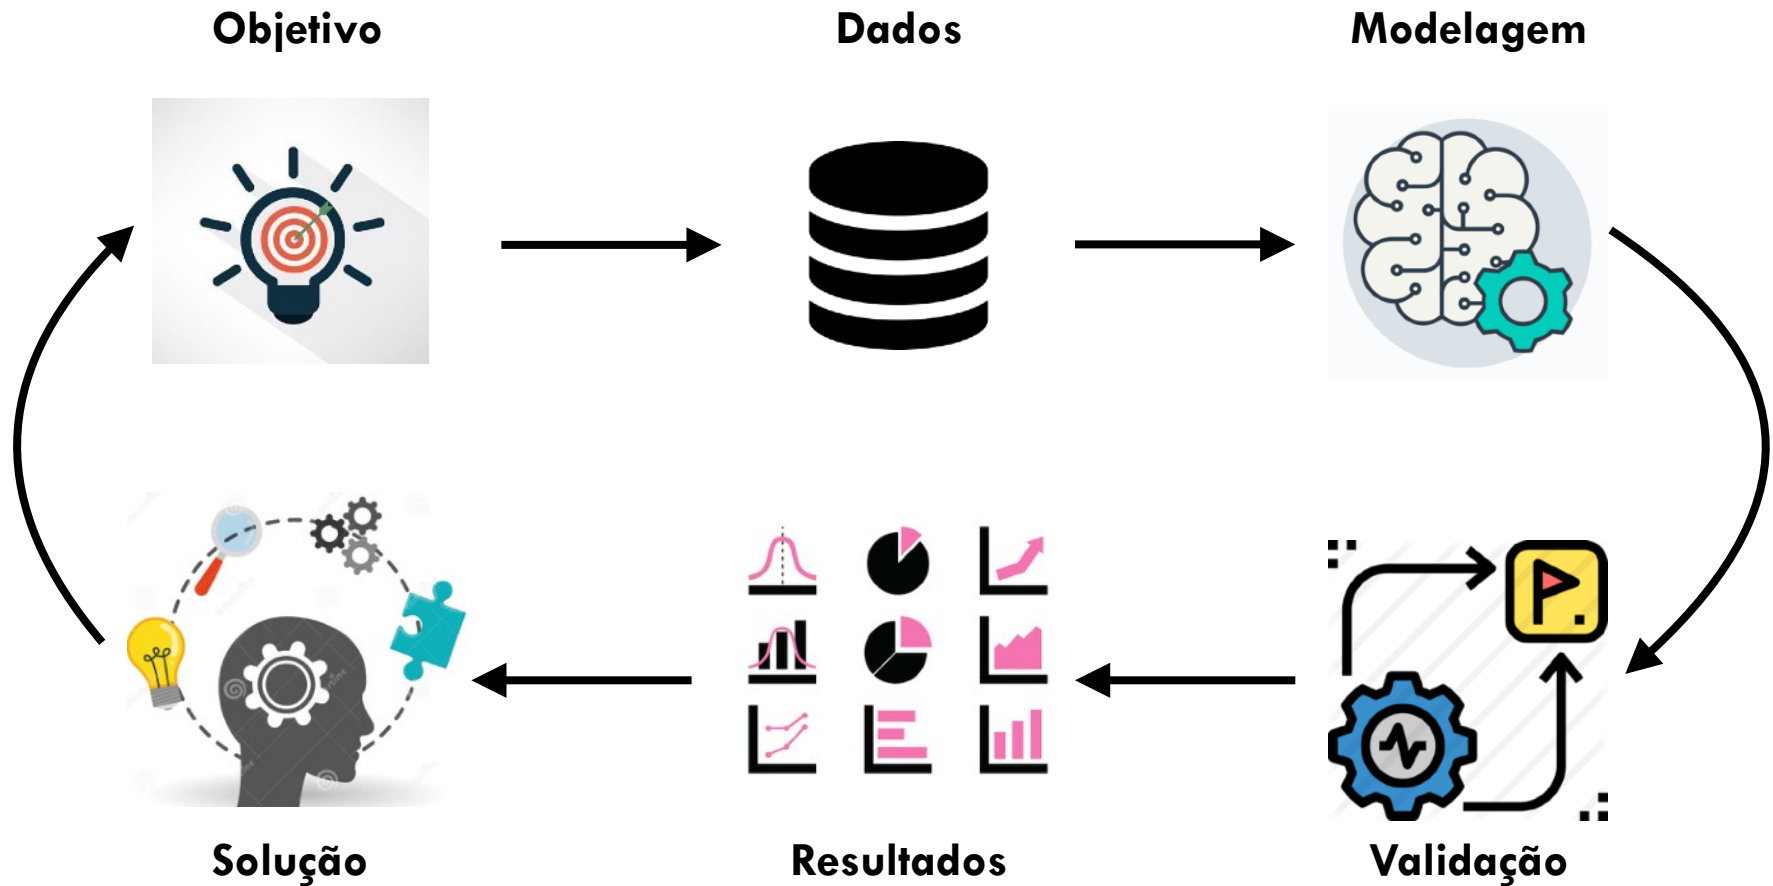 Objetivo
Dados
Modelagem
Solução
Resultados
Validação